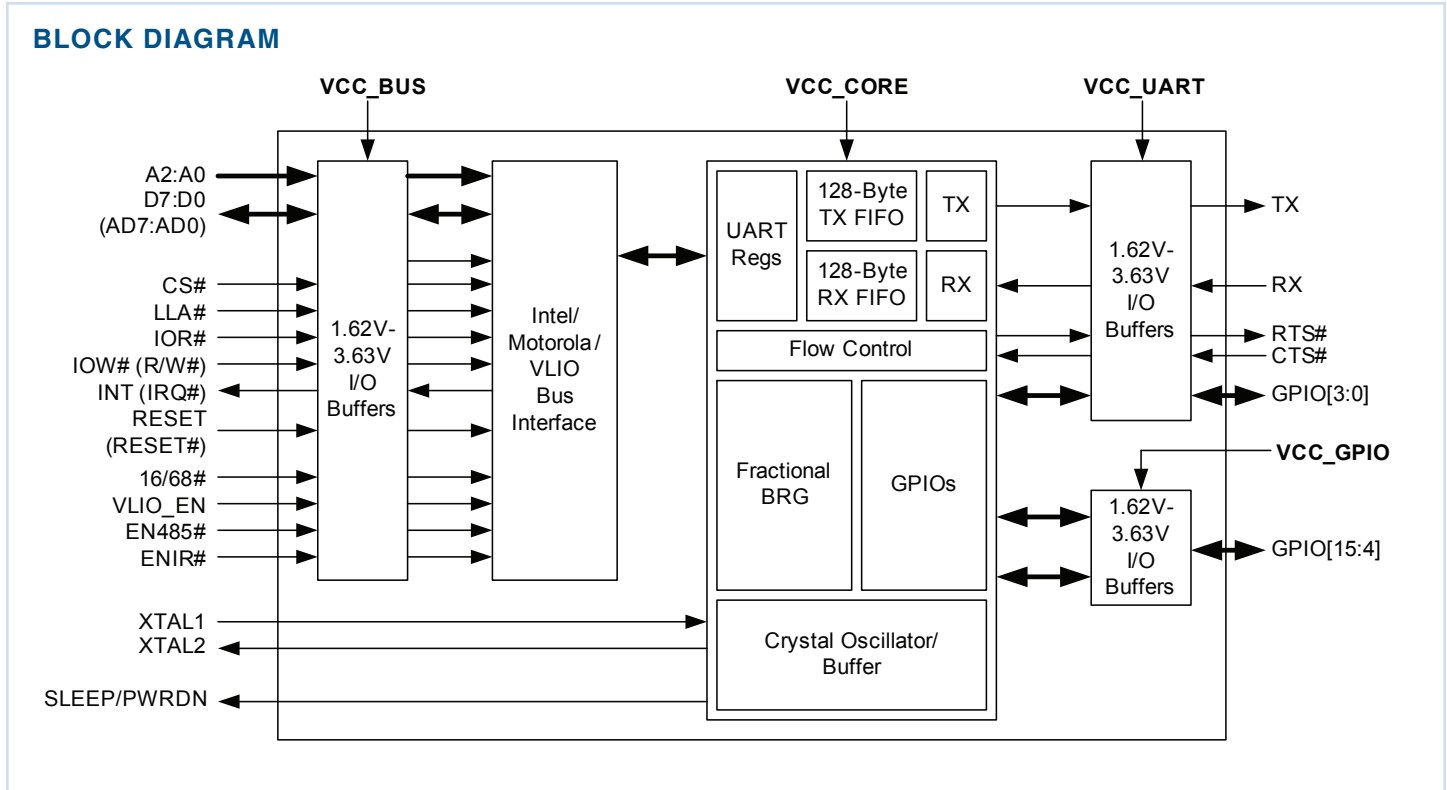 BLOCK DIAGRAM
VCC_BUS
VCC_CORE
VCC_UART
A2:A0
D7:D0
(AD7:AD0)
CS#
LLA#
IOR#
IOW# (R/W#)
INT (IRQ#)
RESET
(RESET#)
16/68#
VLIO_EN
EN485#
ENIR#
XTAL1
XTAL2
SLEEP/PWRDN
1.62V-
3.63V
I/O
Buffers
Intel/
Motorola/
VLIO
Bus
Interface
UART
Regs
128-Byte
TX FIFO
TX
128-Byte
RX FIFO
RX
Flow Control
Fractional
BRG
GPIOs
Crystal Oscillator/
Buffer
1.62V-
3.63V
I/O
Buffers
TX
RX
RTS#
CTS#
GPIO[3:0]
VCC_GPIO
1.62V-
3.63V
I/O
Buffers
GPIO[15:4]